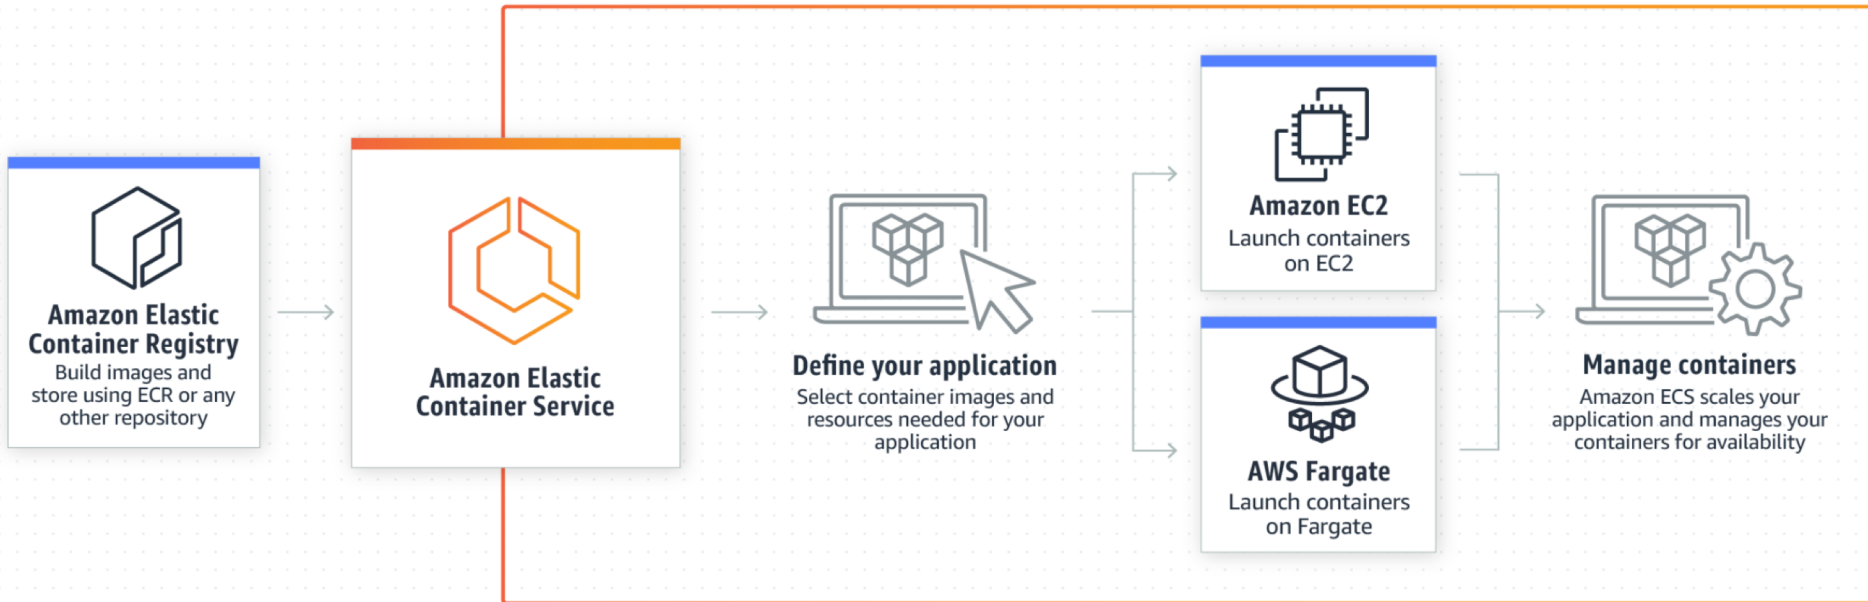 Amazon Elastic
Container Registry
Build images and
store using ECR or any
other repository
Amazon Elastic
Container Service
Define your application
Select container images and
resources needed for your
application
Amazon EC2
Launch containers
on EC2
AWS Fargate
Launch containers
on Fargate
Manage containers
Amazon ECS scales your
application and manages your
containers for availability